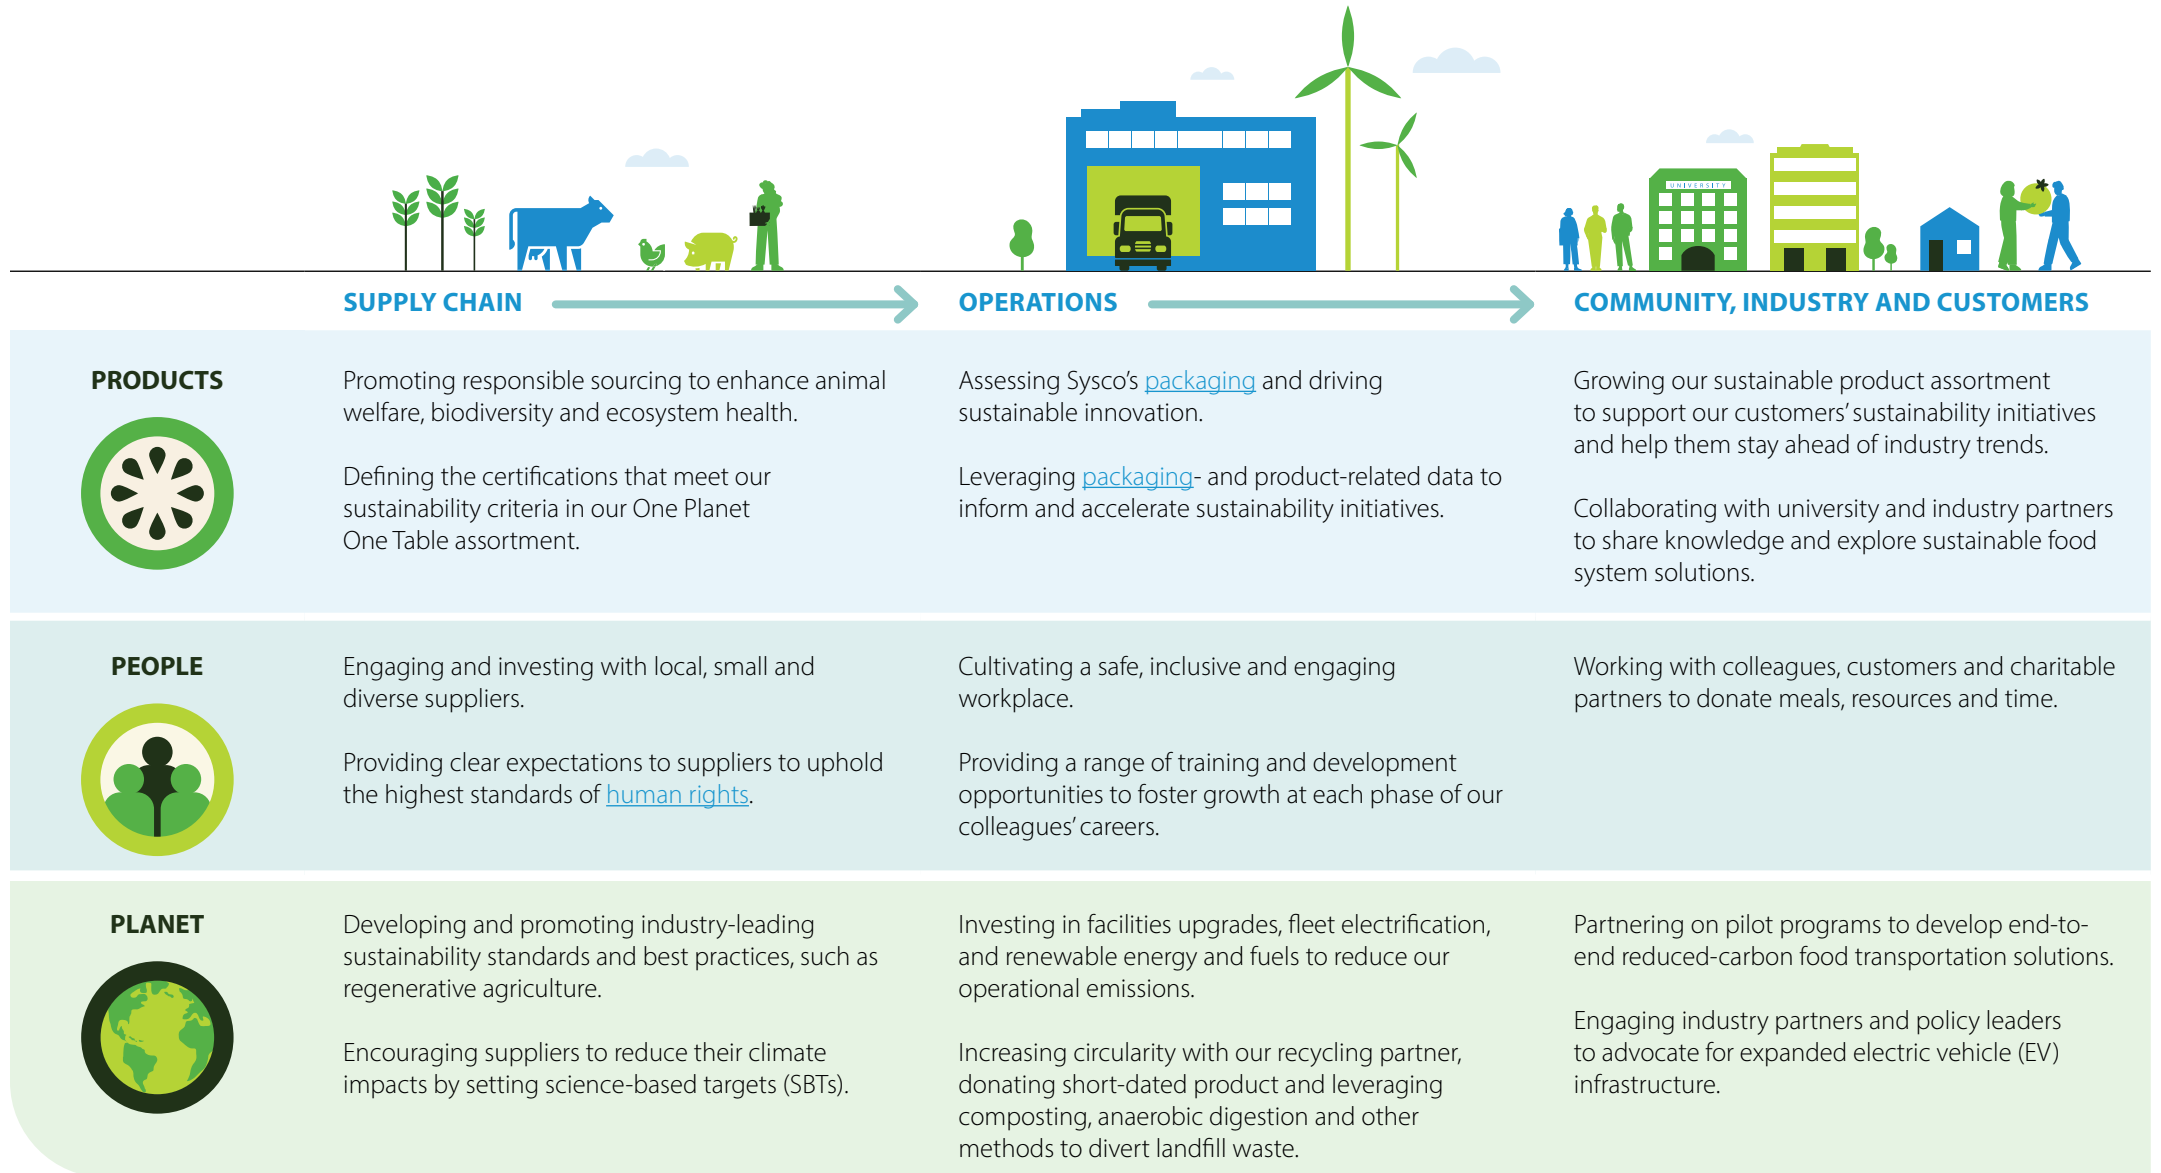 UNIVERSITY
SUPPLY CHAIN
OPERATIONS
COMMUNITY, INDUSTRY AND CUSTOMERS
PRODUCTS
Promoting responsible sourcing to enhance animal
welfare, biodiversity and ecosystem health.
Defining the certifications that meet our
sustainability criteria in our One Planet
One Table assortment.
Assessing Sysco’s packaging and driving
sustainable innovation.
Leveraging packaging- and product-related data to
inform and accelerate sustainability initiatives.
Growing our sustainable product assortment
to support our customers’ sustainability initiatives
and help them stay ahead of industry trends.
Collaborating with university and industry partners
to share knowledge and explore sustainable food
system solutions.
PEOPLE
Engaging and investing with local, small and
diverse suppliers.
Providing clear expectations to suppliers to uphold
the highest standards of human rights.
Cultivating a safe, inclusive and engaging
workplace.
Providing a range of training and development
opportunities to foster growth at each phase of our
colleagues’ careers.
Working with colleagues, customers and charitable
partners to donate meals, resources and time.
PLANET
Developing and promoting industry-leading
sustainability standards and best practices, such as
regenerative agriculture.
Encouraging suppliers to reduce their climate
impacts by setting science-based targets (SBTs).
Investing in facilities upgrades, fleet electrification,
and renewable energy and fuels to reduce our
operational emissions.
Increasing circularity with our recycling partner,
donating short-dated product and leveraging
composting, anaerobic digestion and other
methods to divert landfill waste.
Partnering on pilot programs to develop end-to-
end reduced-carbon food transportation solutions.
Engaging industry partners and policy leaders
to advocate for expanded electric vehicle (EV)
infrastructure.